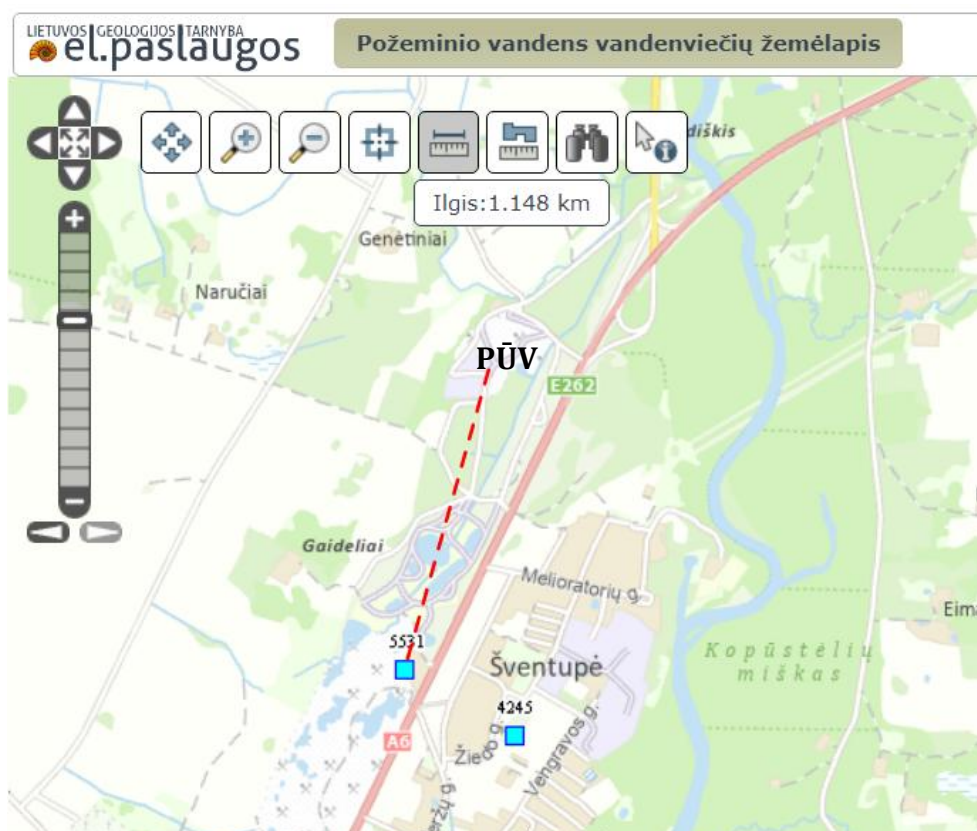 LIETUVOS GEOLOGIJOS TARNYBA
el.paslaugos
Požeminio vandens vandenviečių žemėlapis
diškis
Ilgis:1.148 km
Genėtiniai
Naručiai
PŪV
E262
Gaideliai
Melioratorių g.
Eima
5531
Kopūstėlių
miškas
Šventupė
4245
A6
Žiedo g.
Vengravos g.
eržų g.